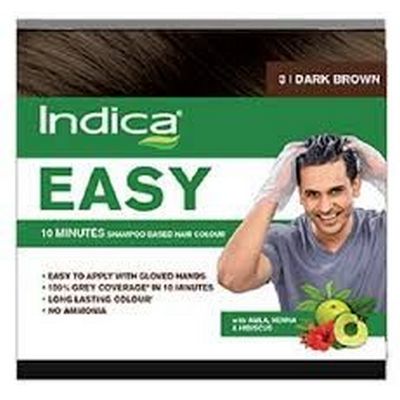 3 | DARK BROWN
Indica®
EASY
10 MINUTES SHAMPOO BASED HAIR COLOUR
• EASY TO APPLY WITH GLOVED HANDS
• 100% GREY COVERAGE* IN 10 MINUTES
• LONG LASTING COLOUR*
• NO AMMONIA
with AMLA, HENNA
& HIBISCUS